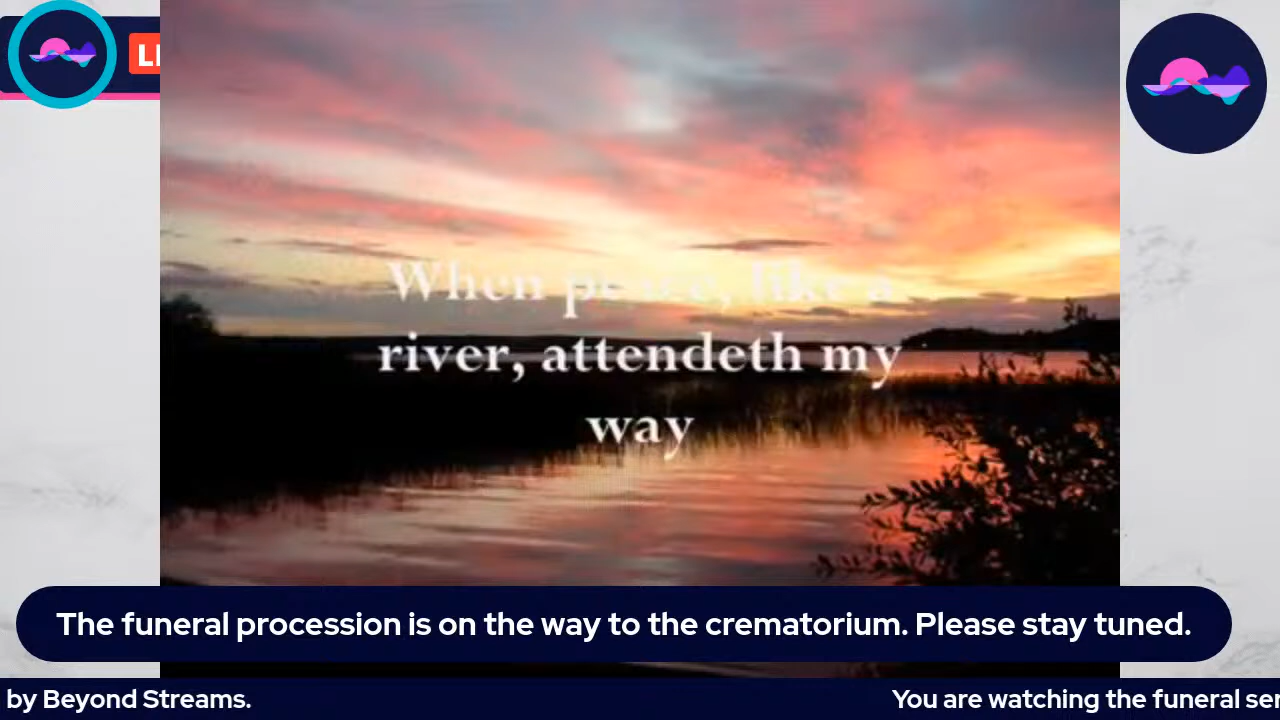 LI
When peace, like a
river, attendeth my
way
The funeral procession is on the way to the crematorium. Please stay tuned.
by Beyond Streams.
You are watching the funeral ser